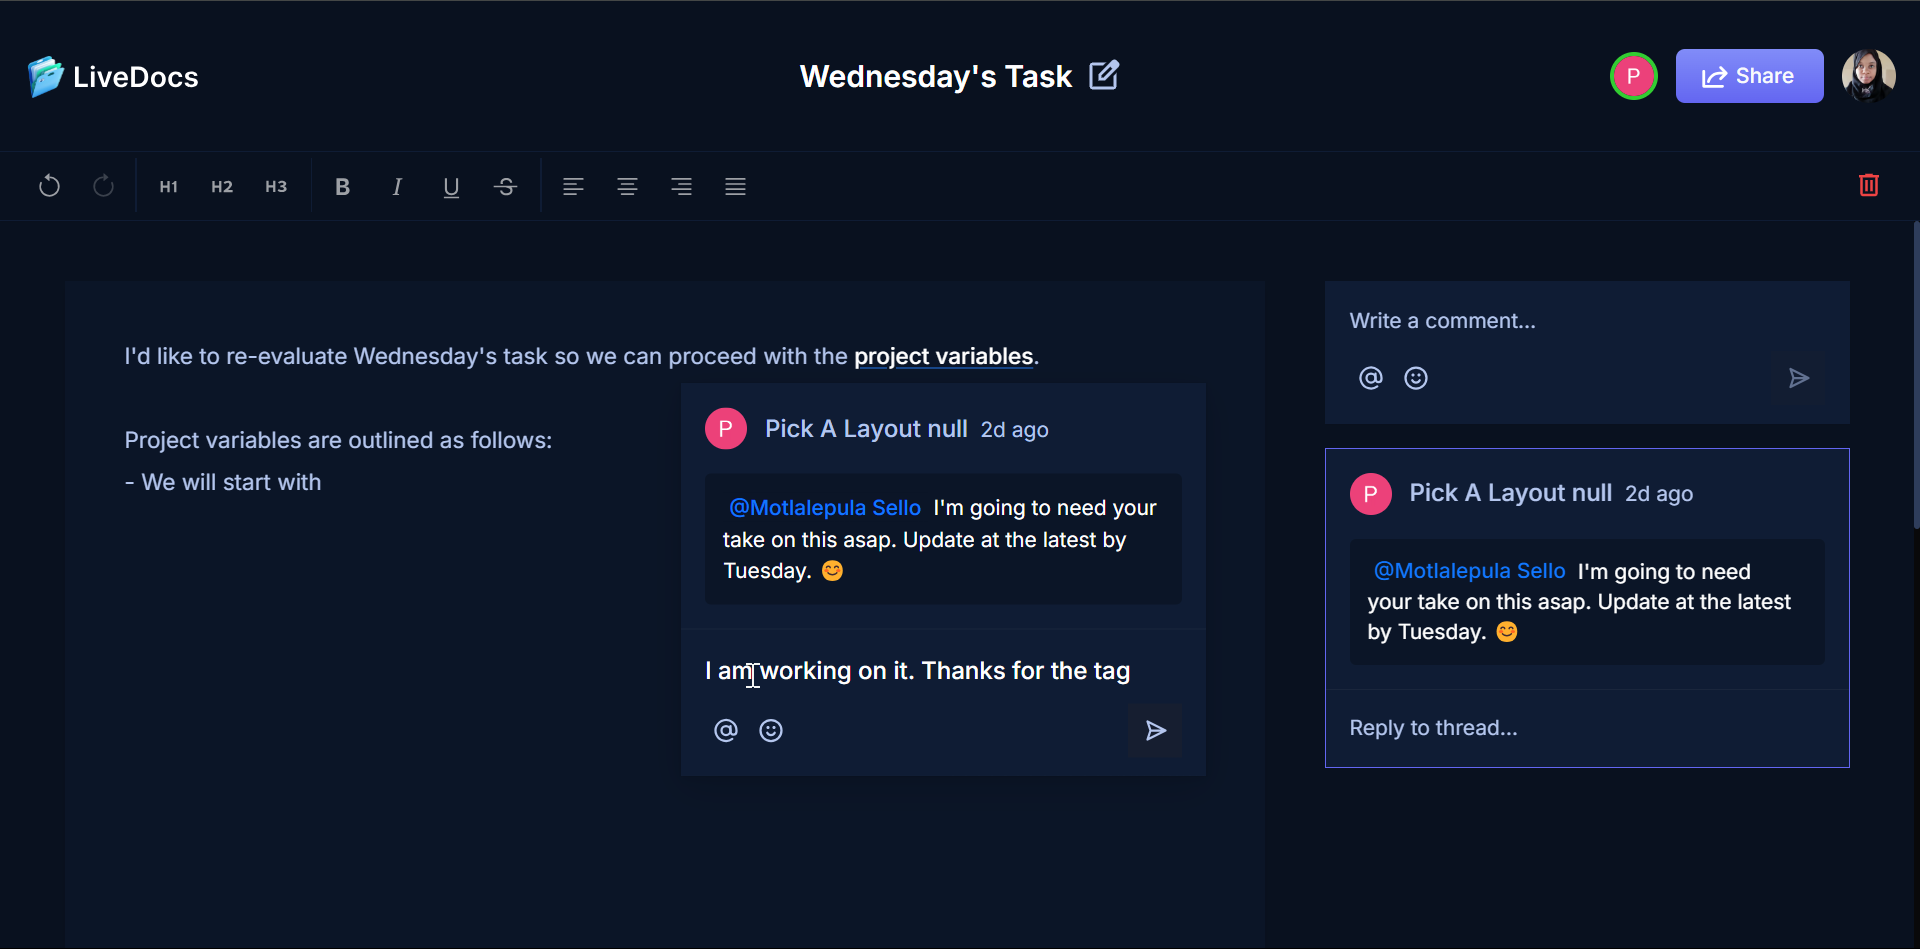 LiveDocs
Wednesday's Task
P
Share
H1 H2 H3 B I U S
I'd like to re-evaluate Wednesday's task so we can proceed with the project variables.
Project variables are outlined as follows:
- We will start with
P Pick A Layout null 2d ago
@Motlalepula Sello I'm going to need your
take on this asap. Update at the latest by
Tuesday. 😊
I am working on it. Thanks for the tag
@
Write a comment...
@
P Pick A Layout null 2d ago
@Motlalepula Sello I'm going to need
your take on this asap. Update at the latest
by Tuesday. 😊
Reply to thread...